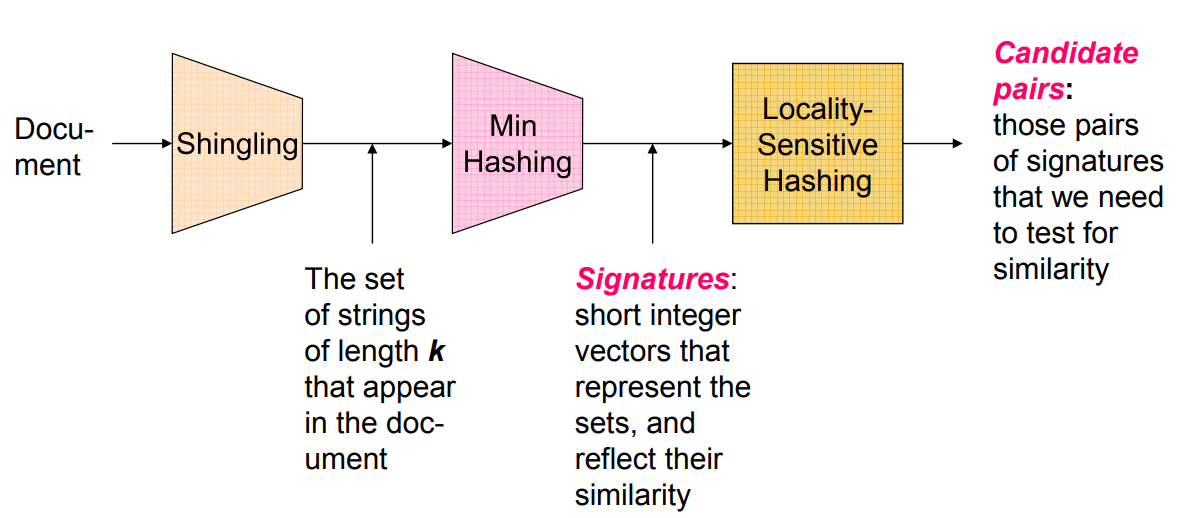 Docu-
ment
Shingling
The set
of strings
of length k
that appear
in the doc-
ument
Min
Hashing
Signatures:
short integer
vectors that
represent the
sets, and
reflect their
similarity
Locality-
Sensitive
Hashing
Candidate
pairs:
those pairs
of signatures
that we need
to test for
similarity